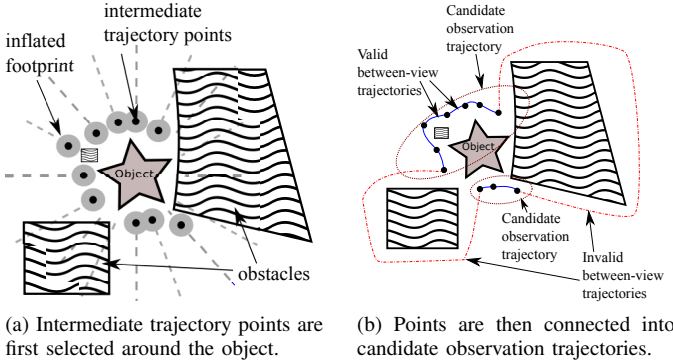 intermediate
trajectory points
inflated
footprint
Object
obstacles
(a) Intermediate trajectory points are
first selected around the object.
Candidate
observation
trajectory
Valid
between-view
trajectories
Object
Candidate
observation
trajectory
Invalid
between-view
trajectories
(b) Points are then connected into
candidate observation trajectories.